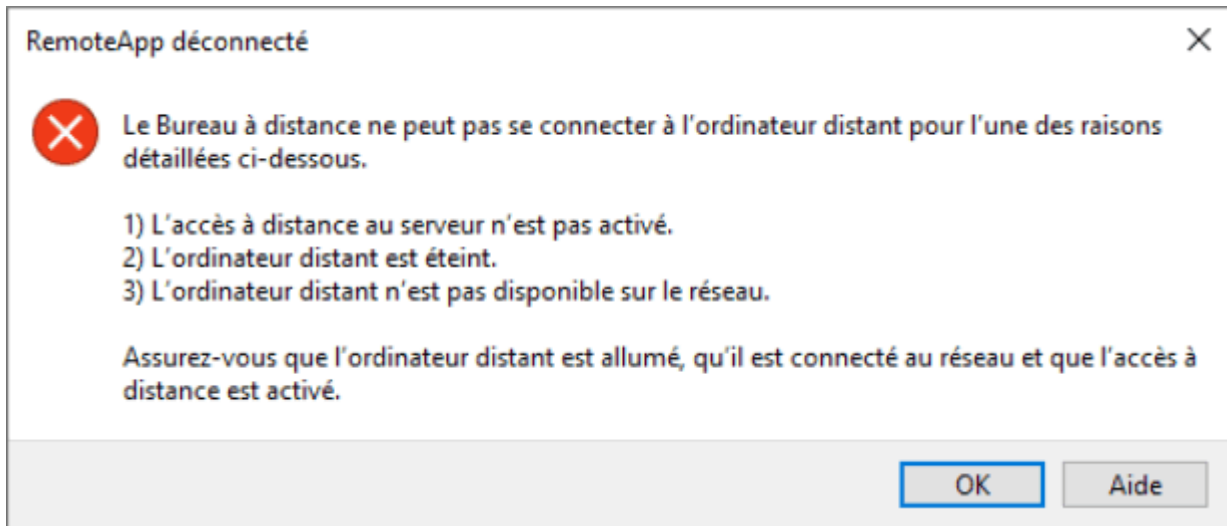 RemoteApp déconnecté
Le Bureau à distance ne peut pas se connecter à l’ordinateur distant pour l’une des raisons
détaillées ci-dessous.
1) L’accès à distance au serveur n’est pas activé.
2) L’ordinateur distant est éteint.
3) L’ordinateur distant n’est pas disponible sur le réseau.
Assurez-vous que l’ordinateur distant est allumé, qu’il est connecté au réseau et que l’accès à
distance est activé.
OK
Aide